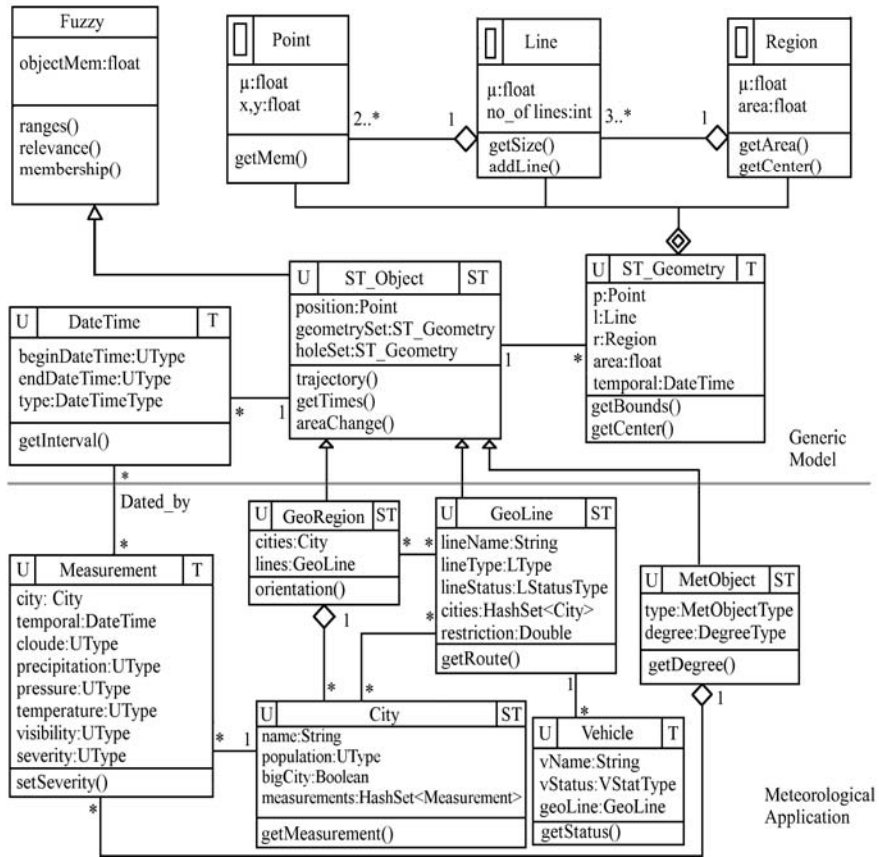 Fuzzy
objectMem:float
ranges()
relevance()
membership()
Point
µ:float
x,y:float
getMem()
2..*
1
Line
µ:float
no_of lines:int
getSize()
addLine()
3..*
1
Region
µ:float
area:float
getArea()
getCenter()
U DateTime T
beginDateTime:UType
endDateTime:UType
type:DateTimeType
getInterval()
*
1
U ST_Object ST
position:Point
geometrySet:ST_Geometry
holeSet:ST_Geometry
trajectory()
getTimes()
areaChange()
1
*
U ST_Geometry T
p:Point
l:Line
r:Region
area:float
temporal:DateTime
getBounds()
getCenter()
Generic
Model
*
Dated_by
*
U Measurement T
city: City
temporal:DateTime
cloude:UType
precipitation:UType
pressure:UType
temperature:UType
visibility:UType
severity:UType
setSeverity()
*
*
1
U GeoRegion ST
cities:City
lines:GeoLine
orientation()
*
*
1
*
U GeoLine ST
lineName:String
lineType:LType
lineStatus:LStatusType
cities:HashSet<City>
restriction:Double
getRoute()
*
*
1
*
U MetObject ST
type:MetObjectType
degree:DegreeType
getDegree()
1
U City ST
name:String
population:UType
bigCity:Boolean
measurements:HashSet<Measurement>
getMeasurement()
U Vehicle T
vName:String
vStatus:VStatType
geoLine:GeoLine
getStatus()
Meteorological
Application